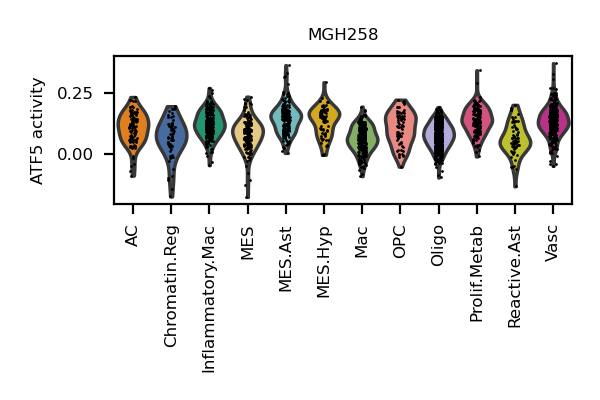 MGH258
ATF5 activity
0.25
0.00
AC
Chromatin.Reg
Inflammatory.Mac
MES
MES.Ast
MES.Hyp
Mac
OPC
Oligo
Prolif.Metab
Reactive.Ast
Vasc